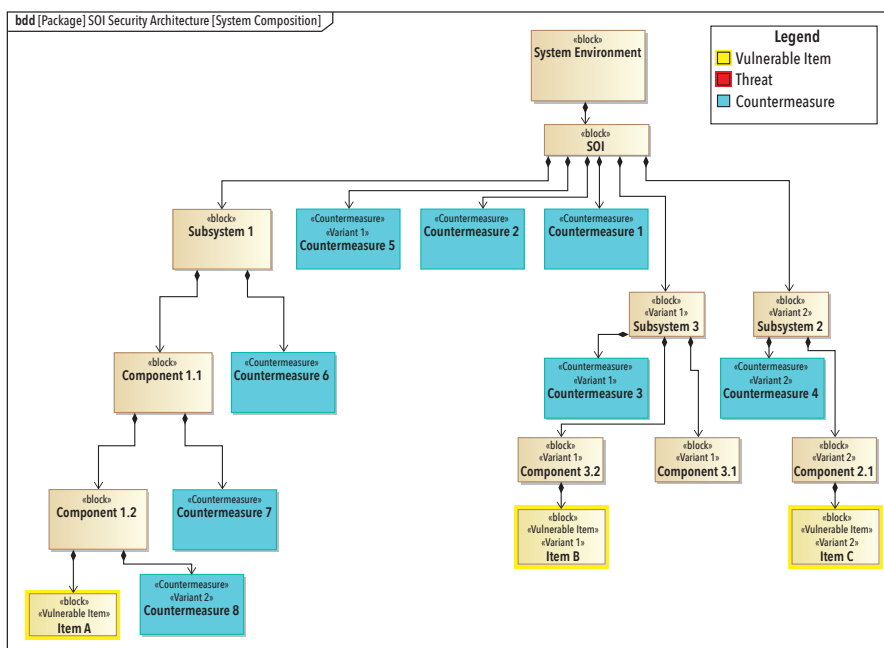 bdd [Package] SOI Security Architecture [System Composition]
«block»
System Environment
Legend
Vulnerable Item
Threat
Countermeasure
«block»
SOI
«block»
Subsystem 1
«Countermeasure»
«Variant 1»
Countermeasure 5
«Countermeasure»
Countermeasure 2
«Countermeasure»
Countermeasure 1
«block»
«Variant 1»
Subsystem 3
«block»
«Variant 2»
Subsystem 2
«block»
Component 1.1
«Countermeasure»
Countermeasure 6
«Countermeasure»
«Variant 1»
Countermeasure 3
«Countermeasure»
«Variant 2»
Countermeasure 4
«block»
«Variant 1»
Component 3.2
«block»
«Variant 1»
Component 3.1
«block»
«Variant 2»
Component 2.1
«block»
Component 1.2
«Countermeasure»
Countermeasure 7
«block»
«Vulnerable Item»
«Variant 1»
Item B
«block»
«Vulnerable Item»
«Variant 2»
Item C
«block»
«Vulnerable Item»
Item A
«Countermeasure»
«Variant 2»
Countermeasure 8